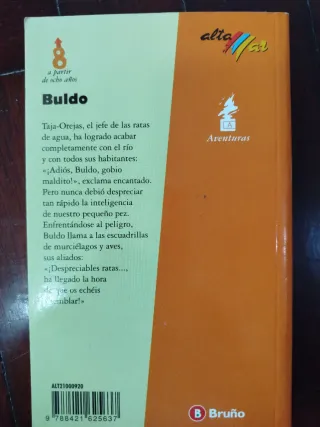 a partir
de ocho años
Buldo
Taja-Orejas, el jefe de las ratas
de agua, ha logrado acabar
completamente con el río
y con todos sus habitantes:
«¡Adiós, Buldo, gobio
maldito!», exclama encantado.
Pero nunca debió despreciar
tan rápido la inteligencia
de nuestro pequeño pez.
Enfrentándose al peligro,
Buldo llama a las escuadrillas
de murciélagos y aves,
sus aliados:
«¡Despreciables ratas...,
ha llegado la hora
que os echéis
temblar!»
ALT21000920
9 788421 625637
alta
mar
Aventuras
B Bruño